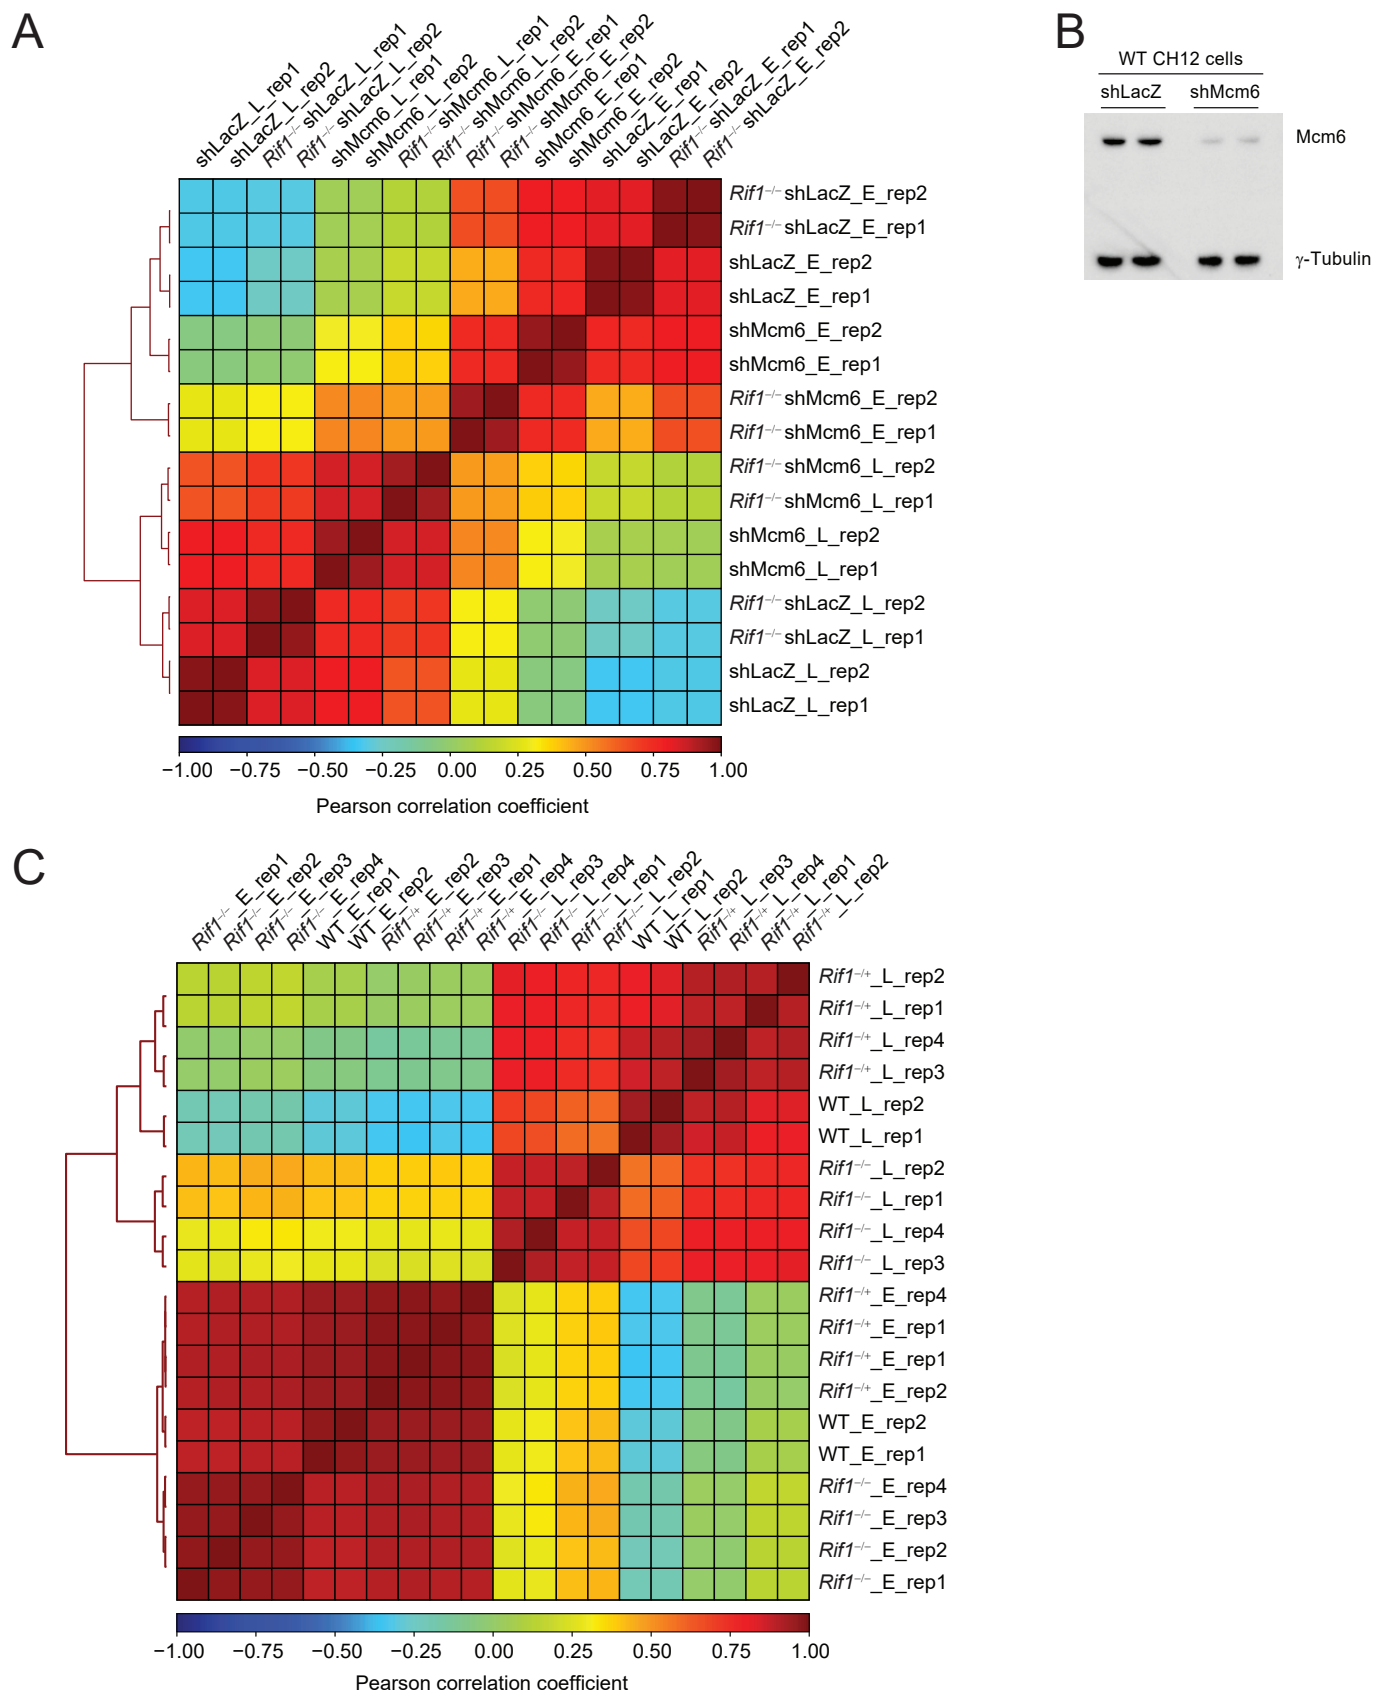 A
shLacZ_L_rep1
shLacZ_L_rep2
Rif1–/– shLacZ_L_rep1
Rif1–/– shLacZ_L_rep2
shMcm6_L_rep1
shMcm6_L_rep2
Rif1–/– shMcm6_L_rep1
Rif1–/– shMcm6_L_rep2
Rif1–/– shMcm6_E_rep1
Rif1–/– shMcm6_E_rep2
shMcm6_E_rep1
shMcm6_E_rep2
shLacZ_E_rep1
shLacZ_E_rep2
Rif1–/– shLacZ_E_rep1
Rif1–/– shLacZ_E_rep2
Rif1–/– shLacZ_E_rep2
Rif1–/– shLacZ_E_rep1
shLacZ_E_rep2
shLacZ_E_rep1
shMcm6_E_rep2
shMcm6_E_rep1
Rif1–/– shMcm6_E_rep2
Rif1–/– shMcm6_E_rep1
Rif1–/– shMcm6_L_rep2
Rif1–/– shMcm6_L_rep1
shMcm6_L_rep2
shMcm6_L_rep1
Rif1–/– shLacZ_L_rep2
Rif1–/– shLacZ_L_rep1
shLacZ_L_rep2
shLacZ_L_rep1
−1.00 −0.75 −0.50 −0.25 0.00 0.25 0.50 0.75 1.00
Pearson correlation coefficient
B
WT CH12 cells
shLacZ shMcm6
Mcm6
γ-Tubulin
C
Rif1–/–_E_rep1
Rif1–/–_E_rep2
Rif1–/–_E_rep3
Rif1–/–_E_rep4
WT_E_rep1
WT_E_rep2
Rif1–/+_E_rep2
Rif1–/+_E_rep3
Rif1–/+_E_rep1
Rif1–/+_E_rep4
Rif1–/–_L_rep3
Rif1–/–_L_rep4
Rif1–/–_L_rep1
Rif1–/–_L_rep2
WT_L_rep1
WT_L_rep2
Rif1–/+_L_rep3
Rif1–/+_L_rep4
Rif1–/+_L_rep1
Rif1–/+_L_rep2
Rif1–/+_L_rep2
Rif1–/+_L_rep1
Rif1–/+_L_rep4
Rif1–/+_L_rep3
WT_L_rep2
WT_L_rep1
Rif1–/–_L_rep2
Rif1–/–_L_rep1
Rif1–/–_L_rep4
Rif1–/–_L_rep3
Rif1–/+_E_rep4
Rif1–/+_E_rep1
Rif1–/+_E_rep1
Rif1–/+_E_rep2
WT_E_rep2
WT_E_rep1
Rif1–/–_E_rep4
Rif1–/–_E_rep3
Rif1–/–_E_rep2
Rif1–/–_E_rep1
−1.00 −0.75 −0.50 −0.25 0.00 0.25 0.50 0.75 1.00
Pearson correlation coefficient